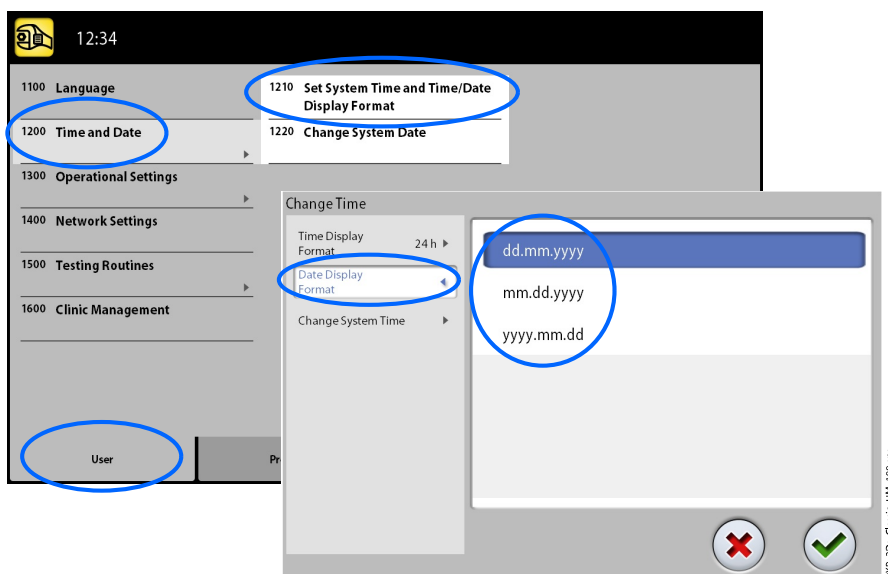 12:34
1100 Language
1200 Time and Date
1300 Operational Settings
1400 Network Settings
1500 Testing Routines
1600 Clinic Management
1210 Set System Time and Time/Date
Display Format
1220 Change System Date
User
Pr
Change Time
Time Display
Format
24 h
Date Display
Format
Change System Time
dd.mm.yyyy
mm.dd.yyyy
yyyy.mm.dd